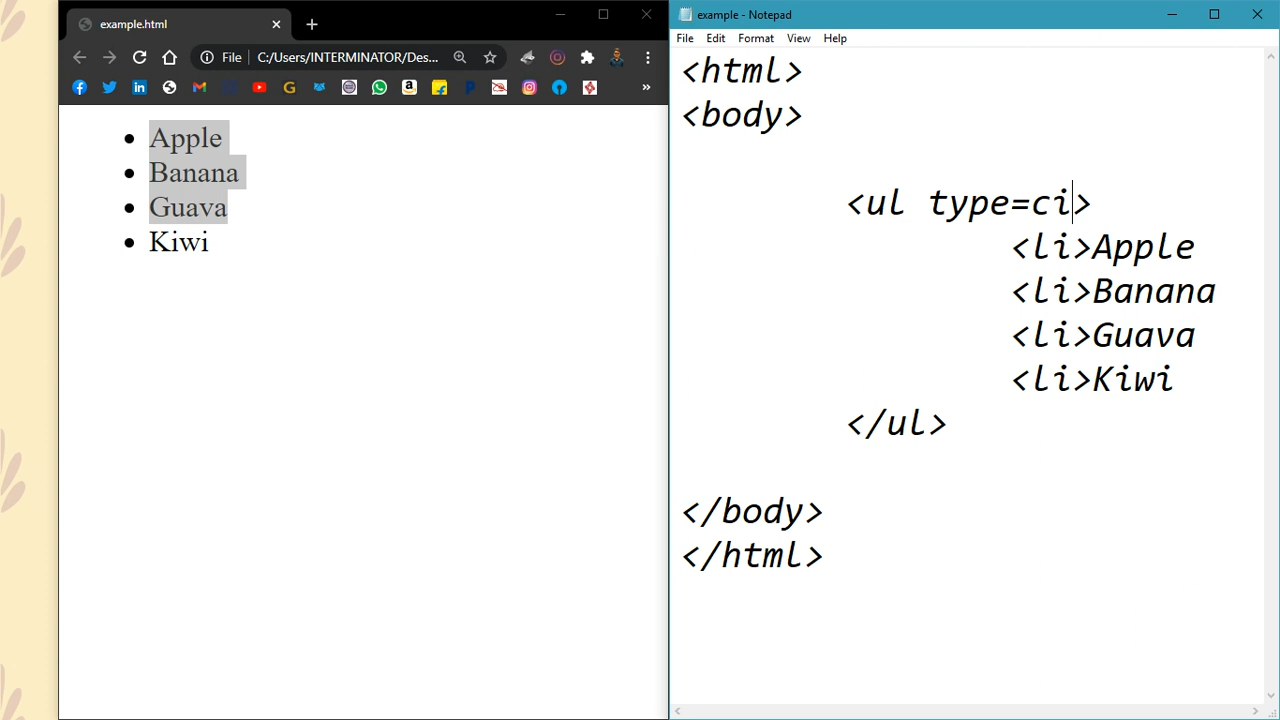 example.html
File C:/Users/INTERMINATOR/Des...
Apple
Banana
Guava
Kiwi
example - Notepad
File Edit Format View Help
<html>
<body>
<ul type=ci>
<li>Apple
<li>Banana
<li>Guava
<li>Kiwi
</ul>
</body>
</html>